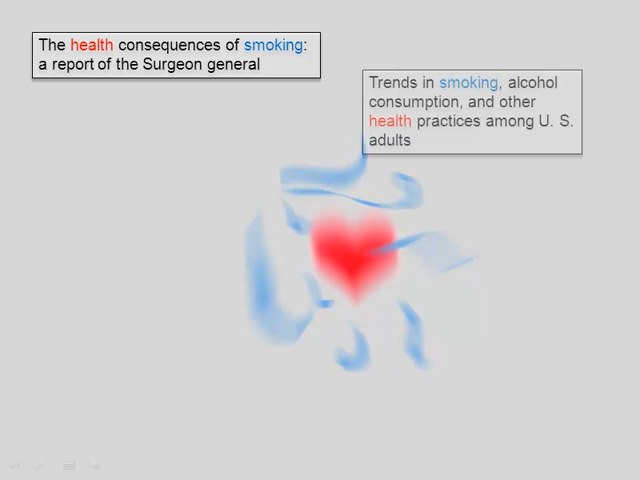 The health consequences of smoking:
a report of the Surgeon general
Trends in smoking, alcohol
consumption, and other
health practices among U. S.
adults